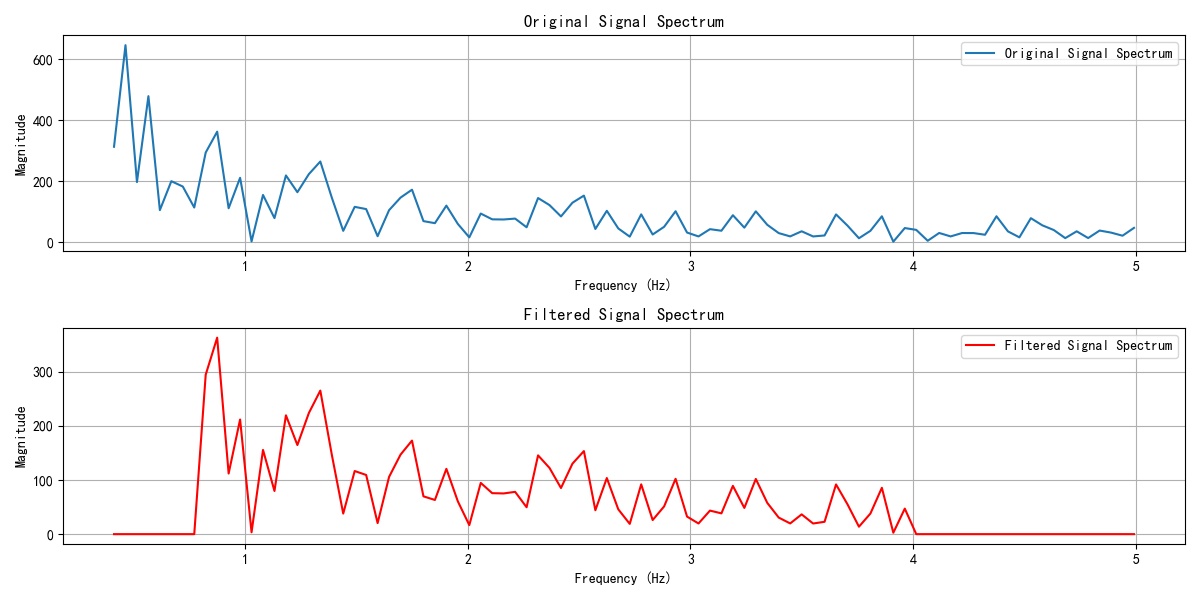 Original Signal Spectrum
Magnitude
600
400
200
0
Original Signal Spectrum
1 2 3 4 5
Frequency (Hz)
Filtered Signal Spectrum
Magnitude
300
200
100
0
Filtered Signal Spectrum
1 2 3 4 5
Frequency (Hz)